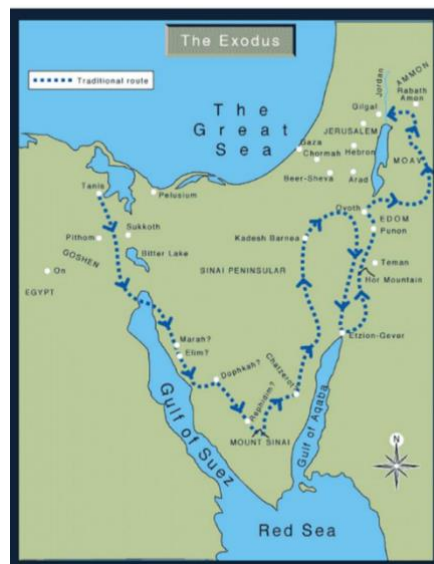 The Exodus
Traditional route
The
Great
Sea
AMMON
Rabath
Amon
Jordan
Gilgal
JERUSALEM
Gaza
Chormah
Hebron
MOAV
Beer-Sheva
Arad
Tanis
Pelusium
Ovoth
EDOM
Punon
Sukkoth
Pithom
Kadesh Barnea
GOSHEN
Bitter Lake
Teman
SINAI PENINSULAR
Hor Mountain
On
EGYPT
Etzion-Gever
Marah?
Elim?
Dophkah?
Chatzerot
Rephidim?
MOUNT SINAI
Gulf of Suez
Gulf of Aqaba
N
Red Sea